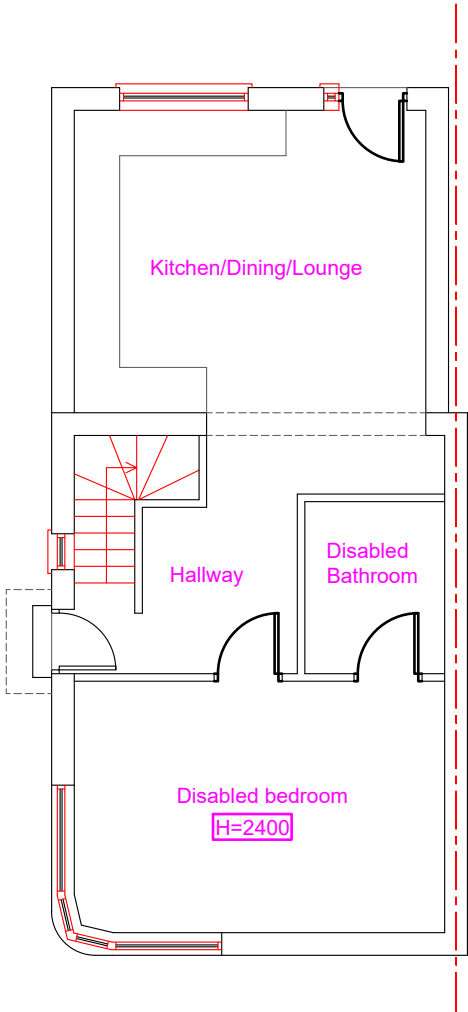 Kitchen/Dining/Lounge
Disabled
Bathroom
Hallway
Disabled bedroom
H=2400